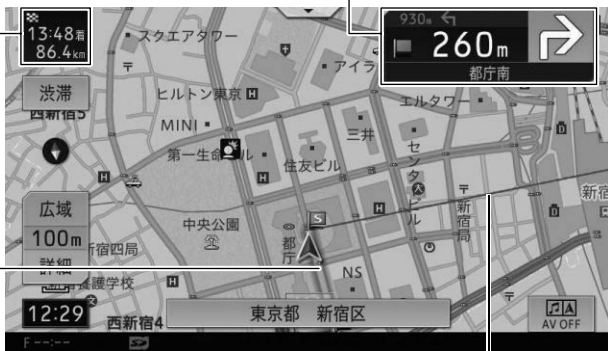 13:48着
86.4km
930m
260m
都庁南
スクエアタワー
アイラ
渋滞
西新宿5
ヒルトン東京 H
エルタワー
MINI
三井
第一生命
ル
住友ビル
センタ
ビル
広域
100m
詳細
中央公園
S
H
新宿局
新宿
都庁
宿四局
養護学校
H
NS
12:29
西新宿4
東京都 新宿区
AV OFF
F --:--
SD